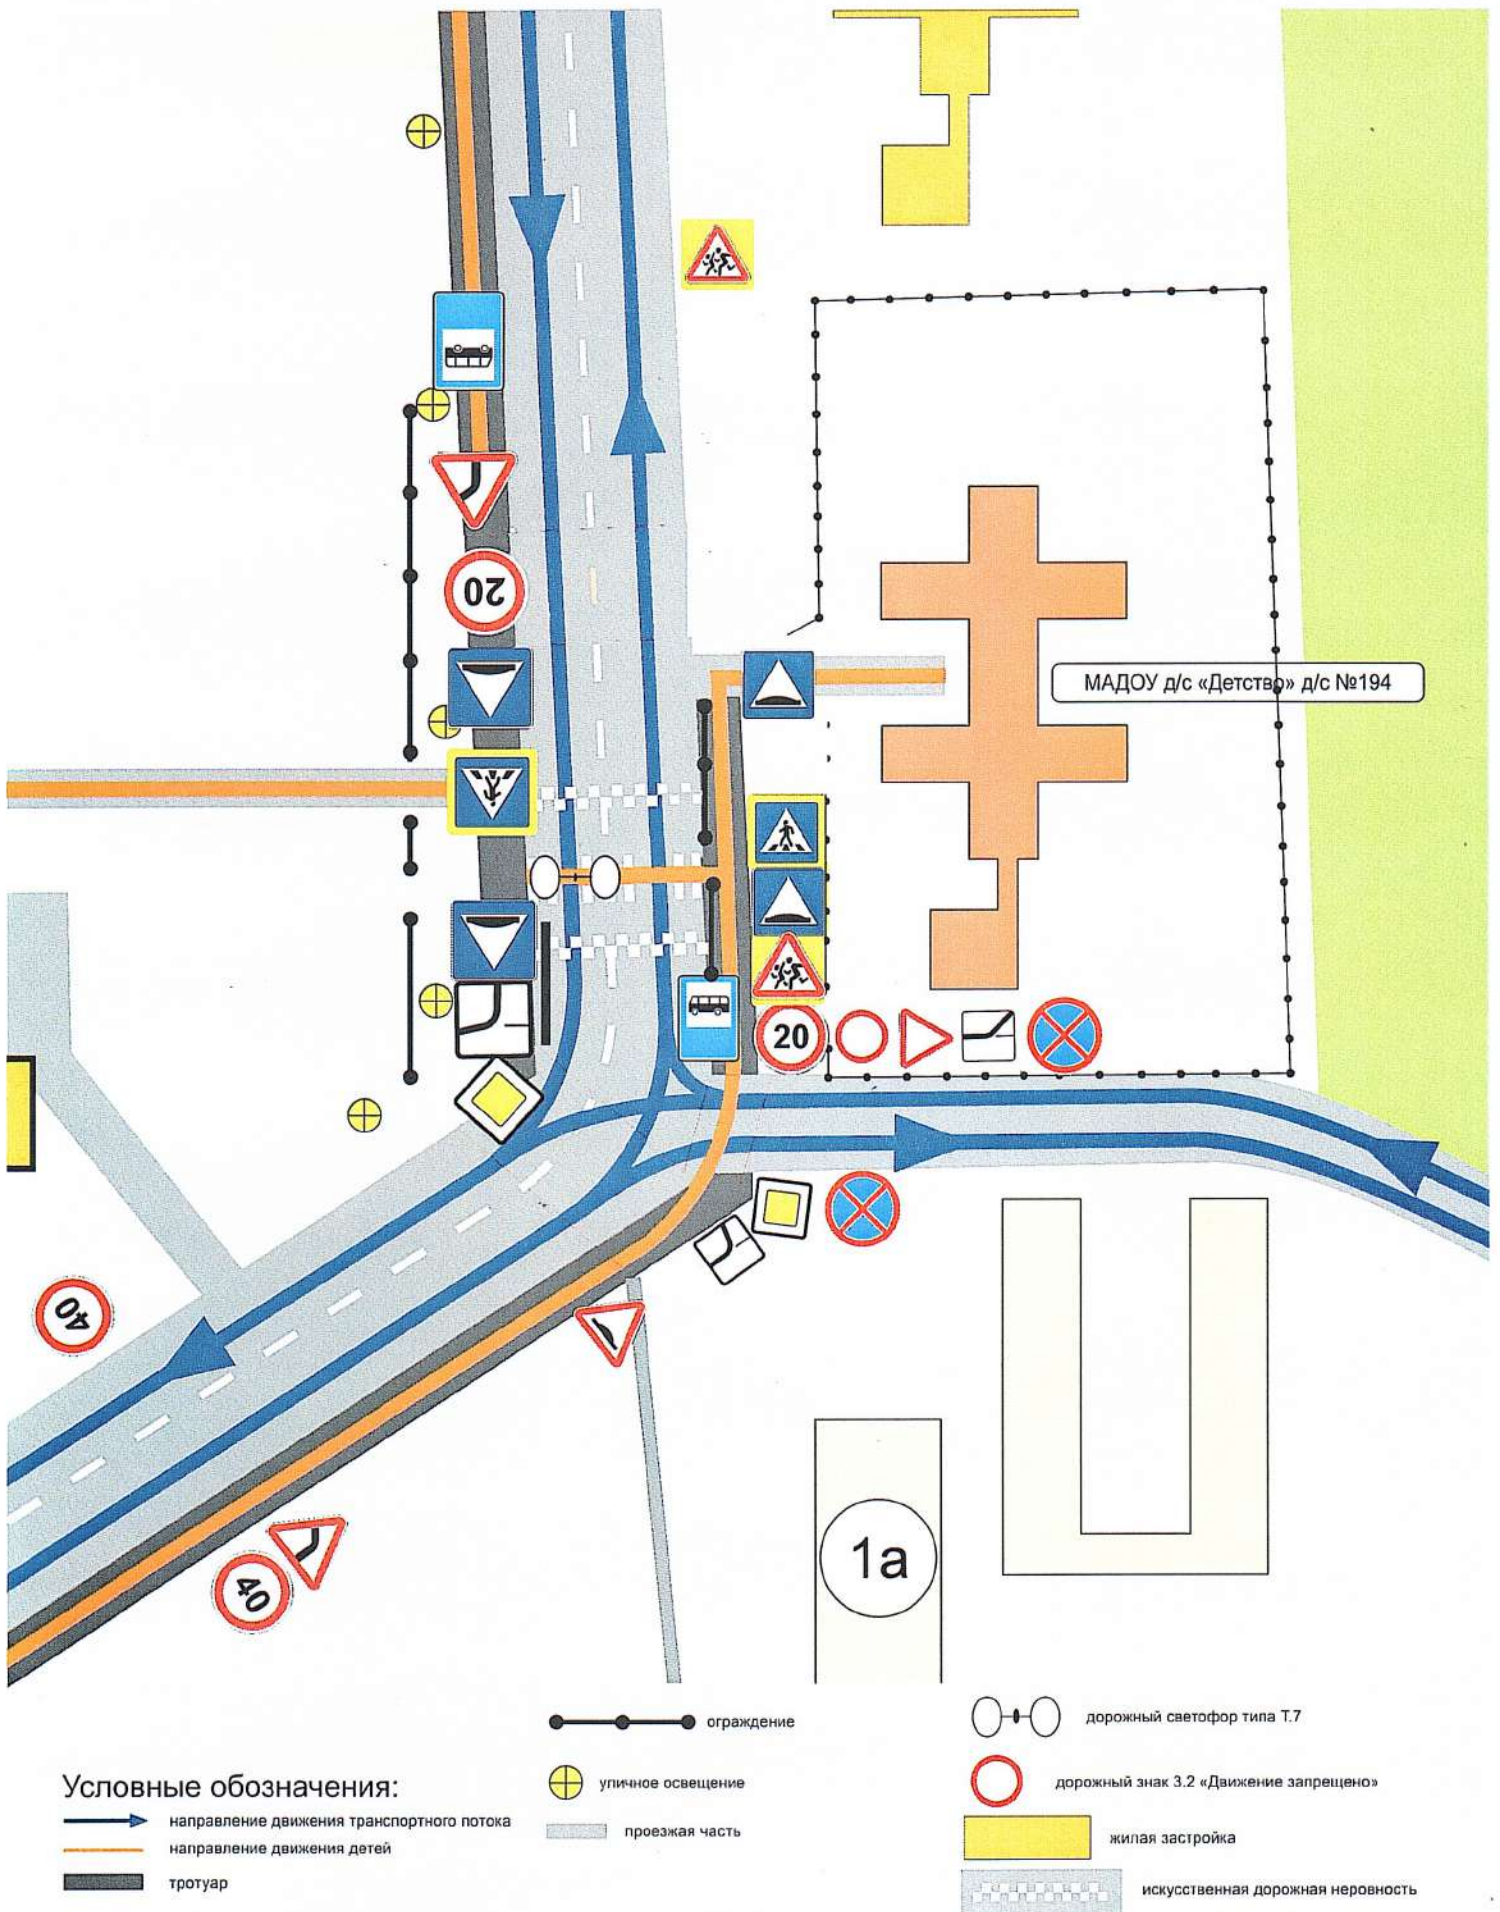 20
МАДОУ д/с «Детство» д/с №194
20
40
40
1а
ограждение
дорожный светофор типа Т.7
Условные обозначения:
уличное освещение
дорожный знак 3.2 «Движение запрещено»
направление движения транспортного потока
проезжая часть
жилая застройка
направление движения детей
тротуар
искусственная дорожная неровность